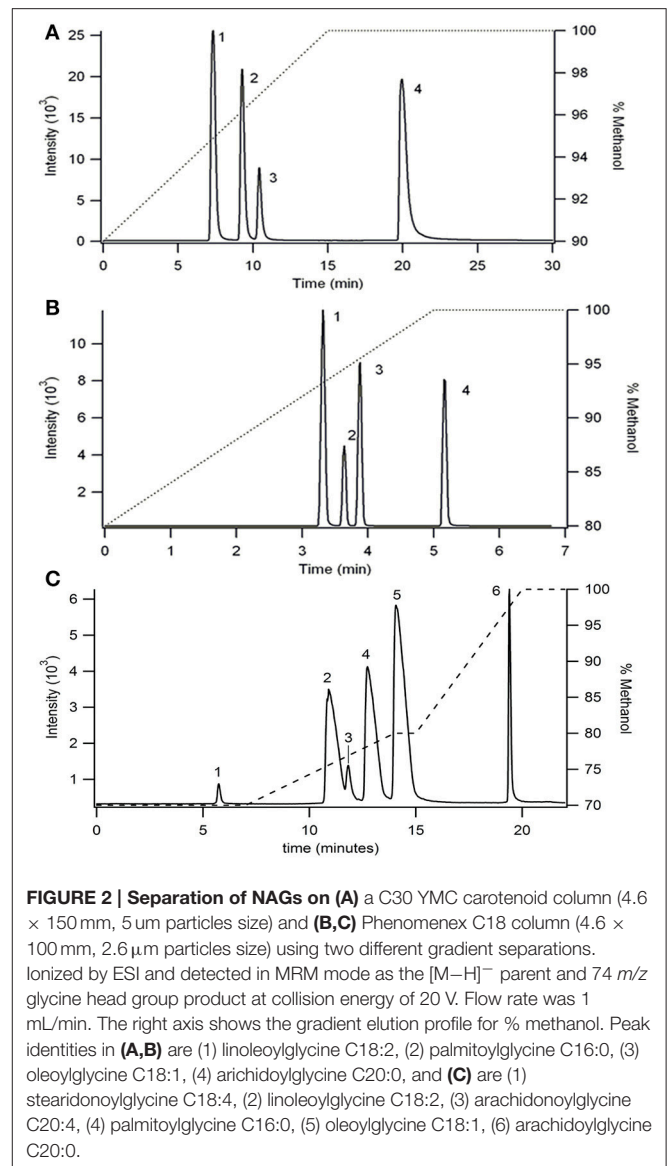 A
25
20
15
10
5
0
Intensity (10³)
1
2
3
4
100
98
96
94
92
90
% Methanol
0 5 10 15 20 25 30
Time (min)
B
10
8
6
4
2
Intensity (10³)
1
2
3
4
100
95
90
85
80
% Methanol
0 1 2 3 4 5 6 7
Time (min)
C
6
5
4
3
2
1
Intensity (10³)
1
2
3
4
5
6
100
95
90
85
80
75
70
% Methanol
0 5 10 15 20
time (minutes)
FIGURE 2 | Separation of NAGs on (A) a C30 YMC carotenoid column (4.6
× 150 mm, 5 um particles size) and (B,C) Phenomenex C18 column (4.6 ×
100 mm, 2.6 μm particles size) using two different gradient separations.
Ionized by ESI and detected in MRM mode as the [M−H]⁻ parent and 74 m/z
glycine head group product at collision energy of 20 V. Flow rate was 1
mL/min. The right axis shows the gradient elution profile for % methanol. Peak
identities in (A,B) are (1) linoleoylglycine C18:2, (2) palmitoylglycine C16:0, (3)
oleoylglycine C18:1, (4) arichidoylglycine C20:0, and (C) are (1)
stearidonoylglycine C18:4, (2) linoleoylglycine C18:2, (3) arachidonoylglycine
C20:4, (4) palmitoylglycine C16:0, (5) oleoylglycine C18:1, (6) arachidoylglycine
C20:0.